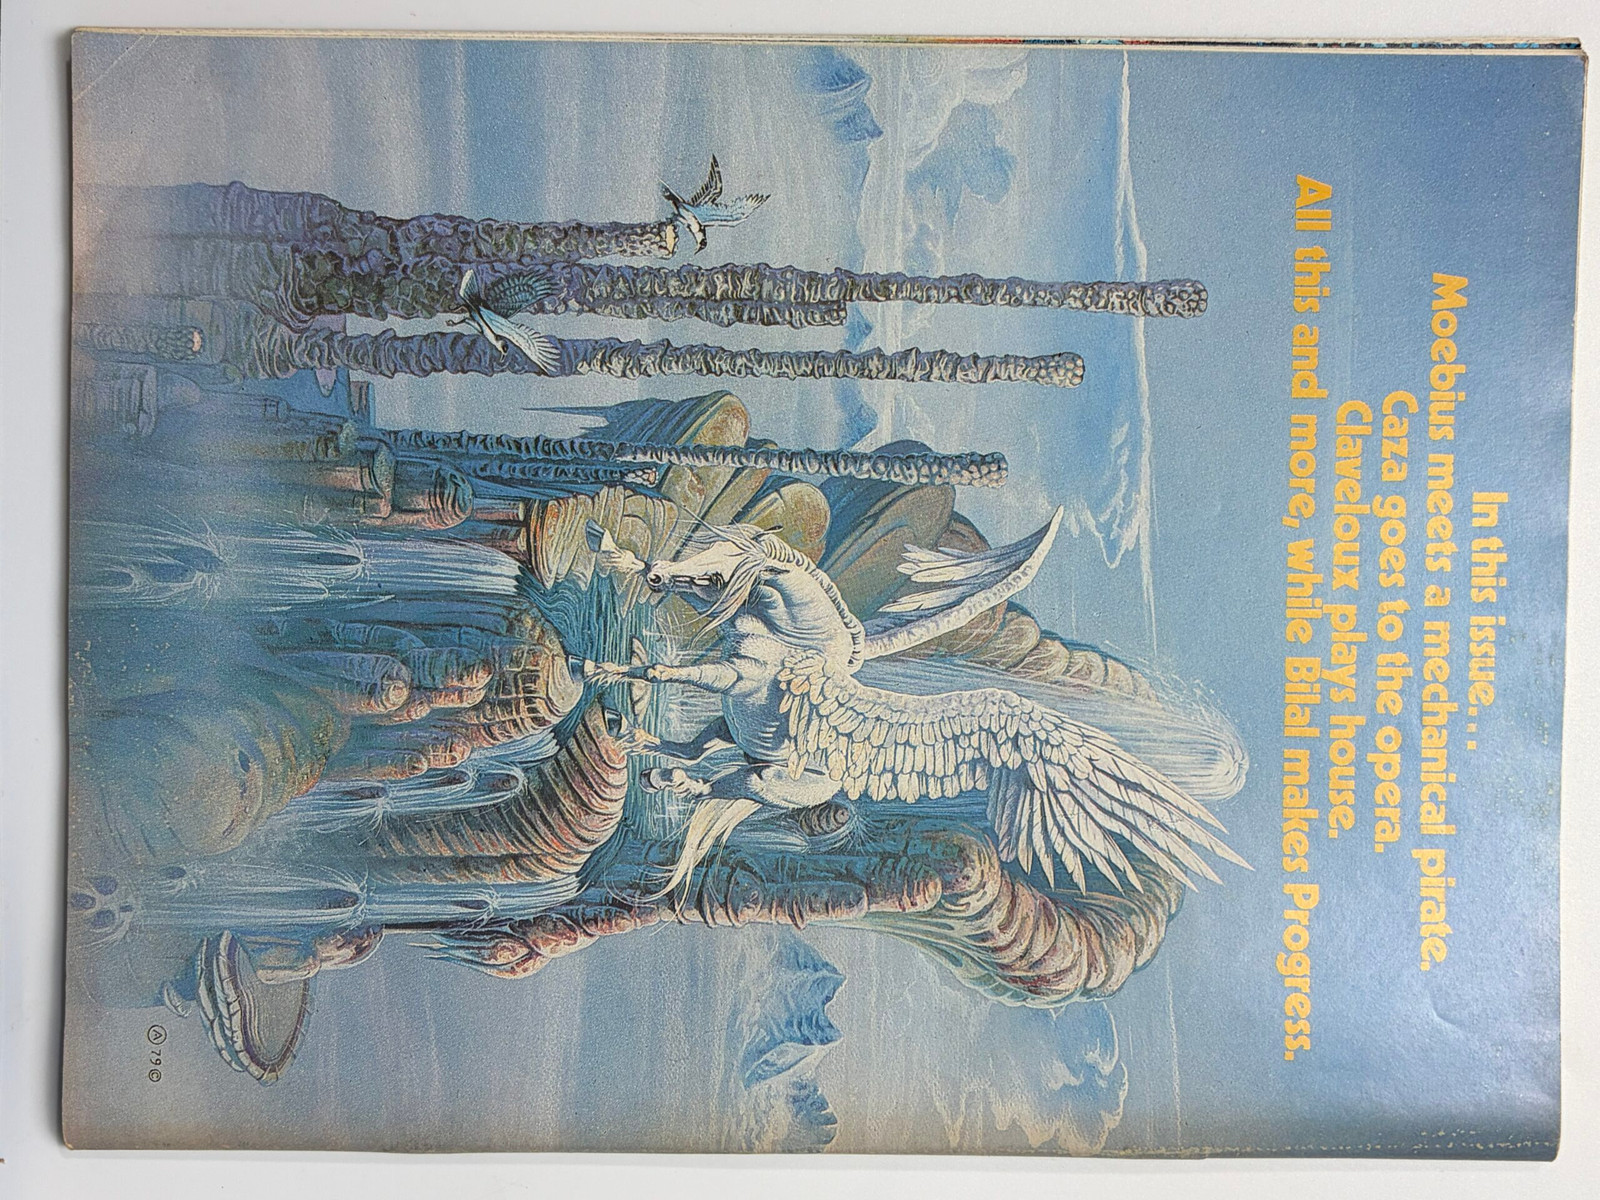 In this issue...
Moebius meets a mechanical pirate.
Caza goes to the opera.
Claveloux plays house.
All this and more, while Bilal makes Progress.
Ⓐ 79 ©